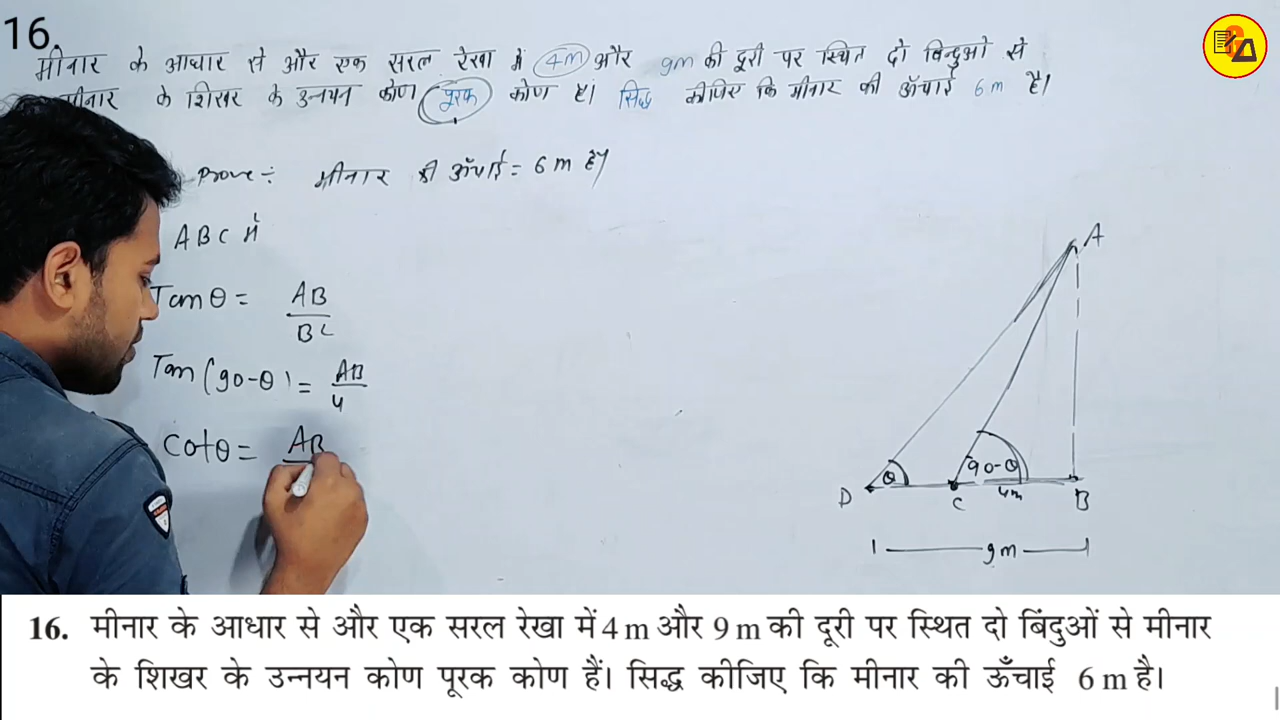 16.
मीनार के आधार से और एक सरल रेखा में 4m और 9m की दूरी पर स्थित दो बिन्दुओ से
मीनार के शिखर के उन्नयन कोण पूरक कोण हैं। सिद्ध कीजिए कि मीनार की ऊँचाई 6m है।
Prove÷ मीनार की ऊँचाई = 6m है।
ABC में
Tanθ = AB
BC
Tan(90-θ) = AB
4
Cotθ = AB
A
D θ C 90-θ 4m B
9m
16. मीनार के आधार से और एक सरल रेखा में 4 m और 9 m की दूरी पर स्थित दो बिंदुओं से मीनार
के शिखर के उन्नयन कोण पूरक कोण हैं। सिद्ध कीजिए कि मीनार की ऊँचाई 6 m है।